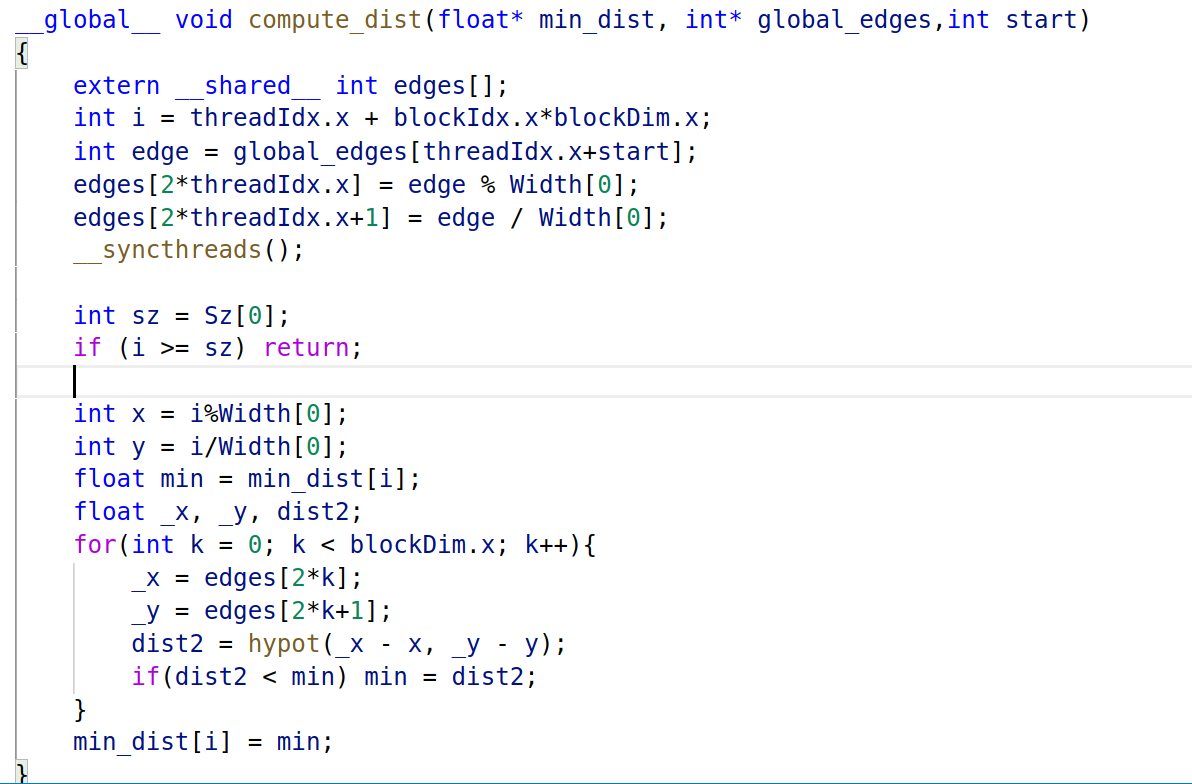 __global__ void compute_dist(float* min_dist, int* global_edges,int start)
{
    extern __shared__ int edges[];
    int i = threadIdx.x + blockIdx.x*blockDim.x;
    int edge = global_edges[threadIdx.x+start];
    edges[2*threadIdx.x] = edge % Width[0];
    edges[2*threadIdx.x+1] = edge / Width[0];
    __syncthreads();

    int sz = Sz[0];
    if (i >= sz) return;

    int x = i%Width[0];
    int y = i/Width[0];
    float min = min_dist[i];
    float _x, _y, dist2;
    for(int k = 0; k < blockDim.x; k++){
        _x = edges[2*k];
        _y = edges[2*k+1];
        dist2 = hypot(_x - x, _y - y);
        if(dist2 < min) min = dist2;
    }
    min_dist[i] = min;
}